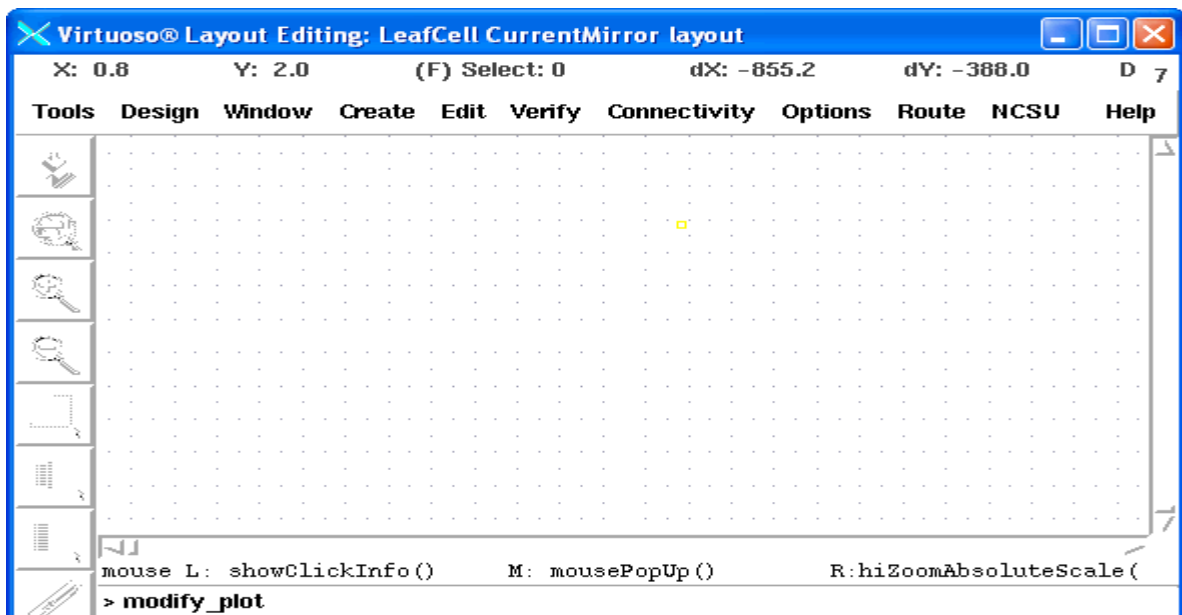 Virtuoso® Layout Editing: LeafCell CurrentMirror layout
X: 0.8 Y: 2.0 (F) Select: 0 dX: -855.2 dY: -388.0 D 7
Tools Design Window Create Edit Verify Connectivity Options Route NCSU Help
mouse L: showClickInfo() M: mousePopUp() R:hiZoomAbsoluteScale(
> modify_plot